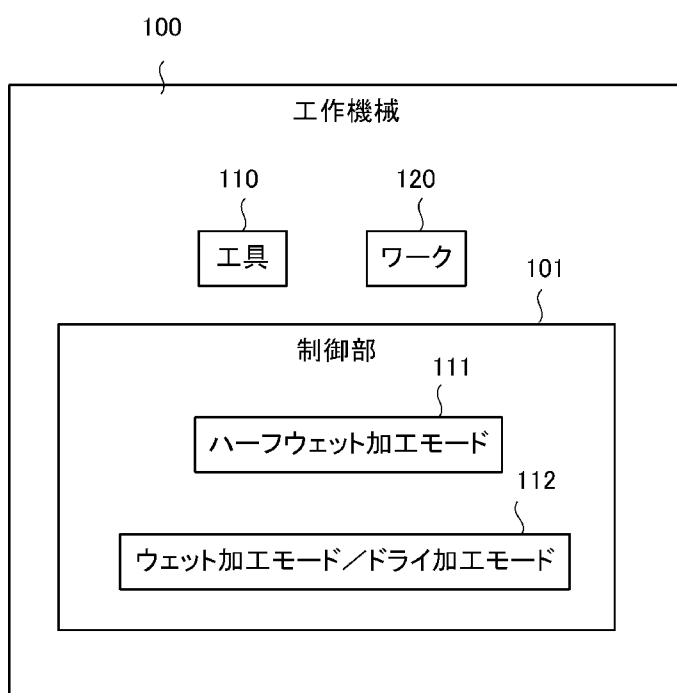 100
工作機械
110
120
工具
ワーク
101
制御部
111
ハーフウェット加工モード
112
ウェット加工モード／ドライ加工モード